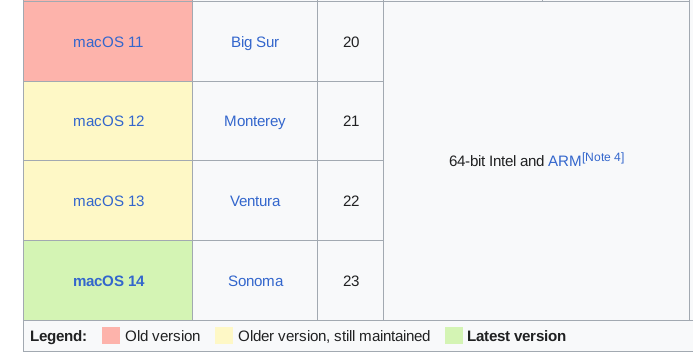 macOS 11 Big Sur 20
macOS 12 Monterey 21
64-bit Intel and ARM[Note 4]
macOS 13 Ventura 22
macOS 14 Sonoma 23
Legend: Old version Older version, still maintained Latest version